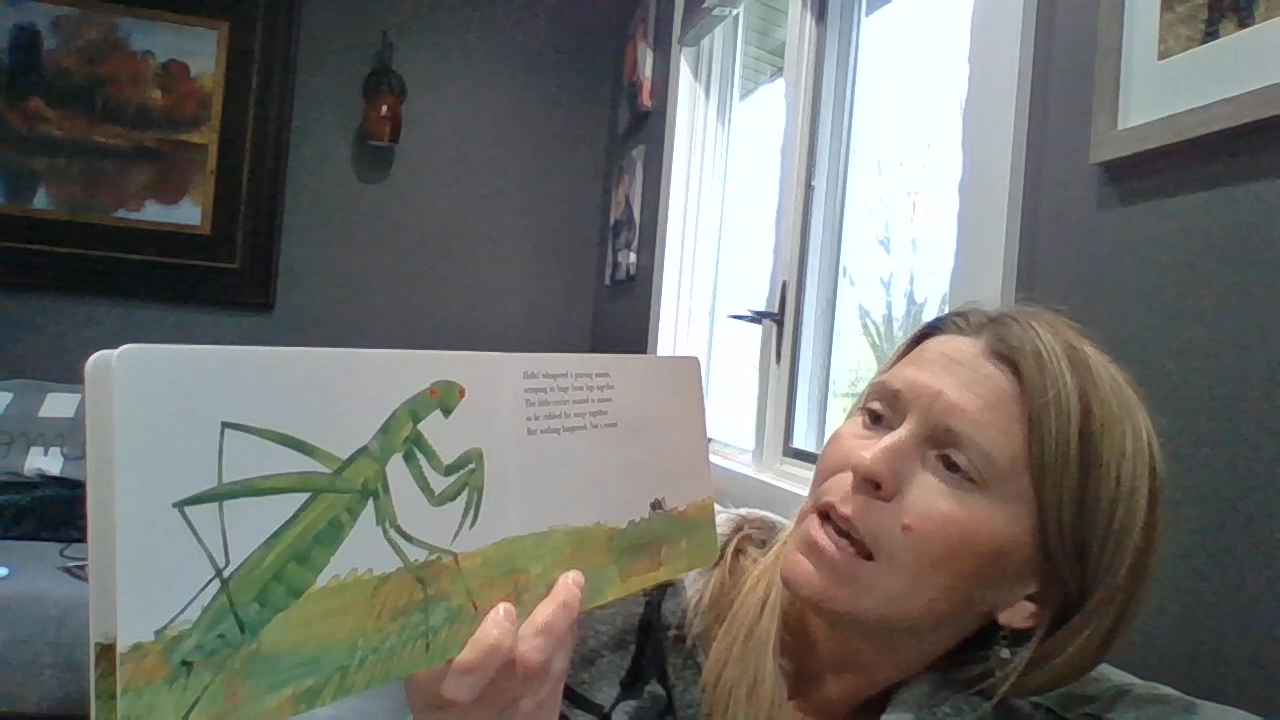 Hello! whispered a praying mantis,
scraping its huge front legs together.
The little cricket wanted to answer,
so he rubbed his wings together.
But nothing happened. Not a sound.